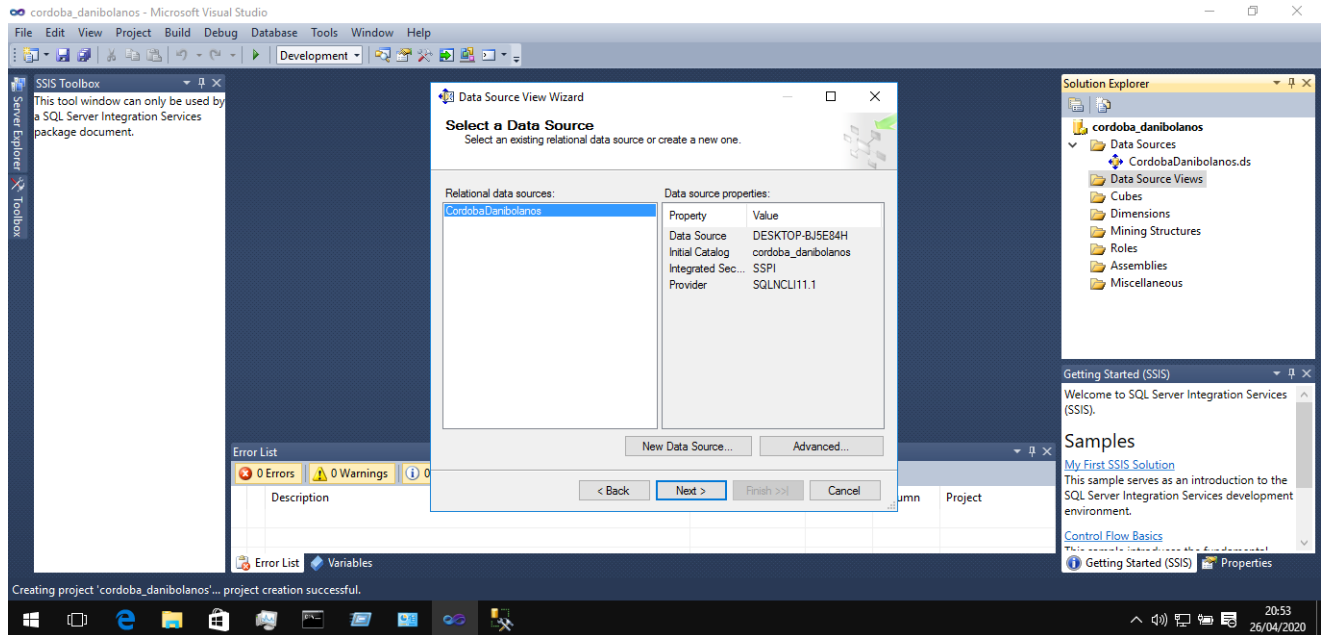 cordoba_danibolanos - Microsoft Visual Studio
File Edit View Project Build Debug Database Tools Window Help
Development
Server Explorer
Toolbox
SSIS Toolbox
This tool window can only be used by
a SQL Server Integration Services
package document.
Data Source View Wizard
Select a Data Source
Select an existing relational data source or create a new one.
Relational data sources:
CordobaDanibolanos
Data source properties:
Property Value
Data Source DESKTOP-BJ5E84H
Initial Catalog cordoba_danibolanos
Integrated Sec... SSPI
Provider SQLNCLI11.1
New Data Source... Advanced...
< Back Next > Finish >>| Cancel
Error List
0 Errors 0 Warnings 0
Description
umn Project
Error List Variables
Solution Explorer
cordoba_danibolanos
Data Sources
CordobaDanibolanos.ds
Data Source Views
Cubes
Dimensions
Mining Structures
Roles
Assemblies
Miscellaneous
Getting Started (SSIS)
Welcome to SQL Server Integration Services
(SSIS).
Samples
My First SSIS Solution
This sample serves as an introduction to the
SQL Server Integration Services development
environment.
Control Flow Basics
This sample introduces the fundamental
Getting Started (SSIS) Properties
Creating project 'cordoba_danibolanos'... project creation successful.
20:53
26/04/2020